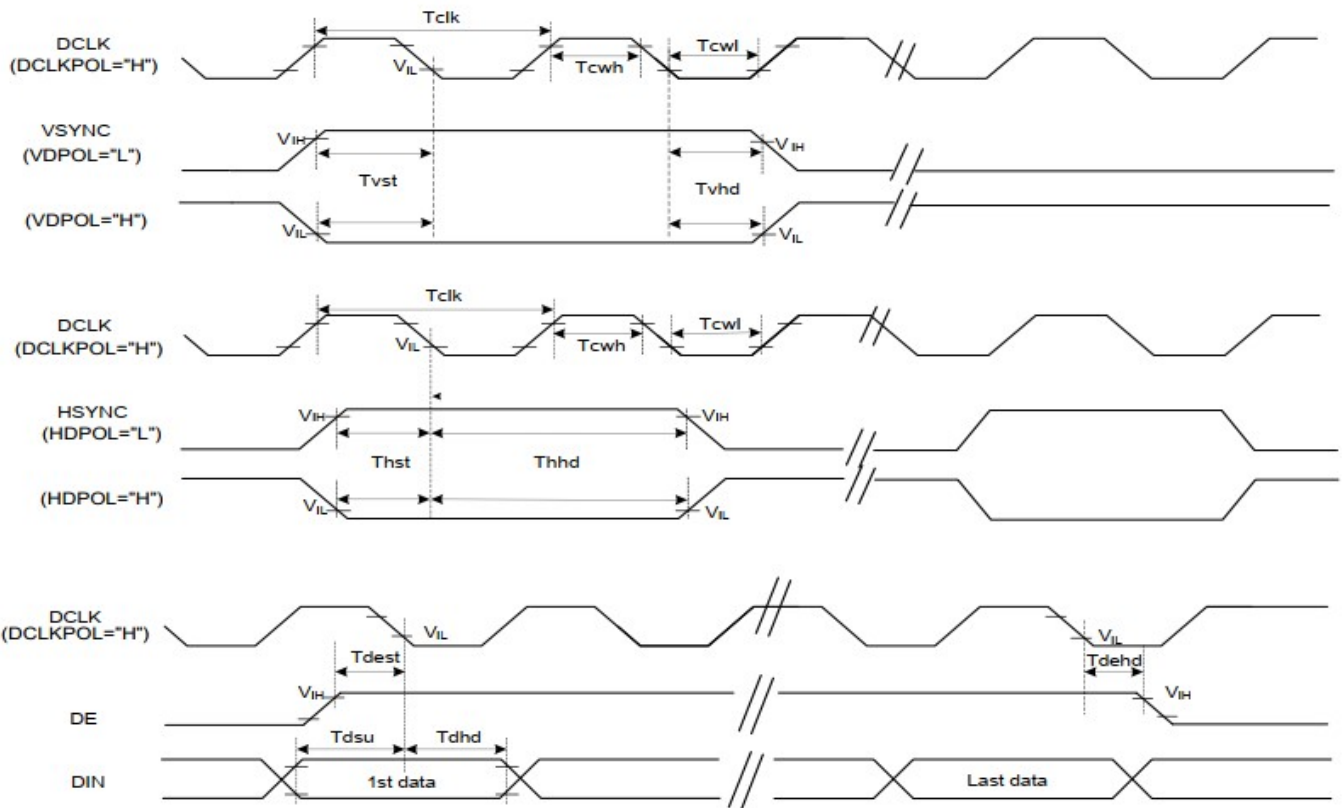 Tclk
DCLK
(DCLKPOL="H")
VIL
Tcwh
Tcwl
VSYNC
(VDPOL="L")
VIH
VIH
Tvst
Tvhd
(VDPOL="H")
VIL
VIL
Tclk
DCLK
(DCLKPOL="H")
VIL
Tcwh
Tcwl
HSYNC
(HDPOL="L")
VIH
VIH
Thst
Thhd
(HDPOL="H")
VIL
VIL
DCLK
(DCLKPOL="H")
VIL
VIL
Tdest
Tdehd
VIH
VIH
DE
Tdsu
Tdhd
DIN
1st data
Last data